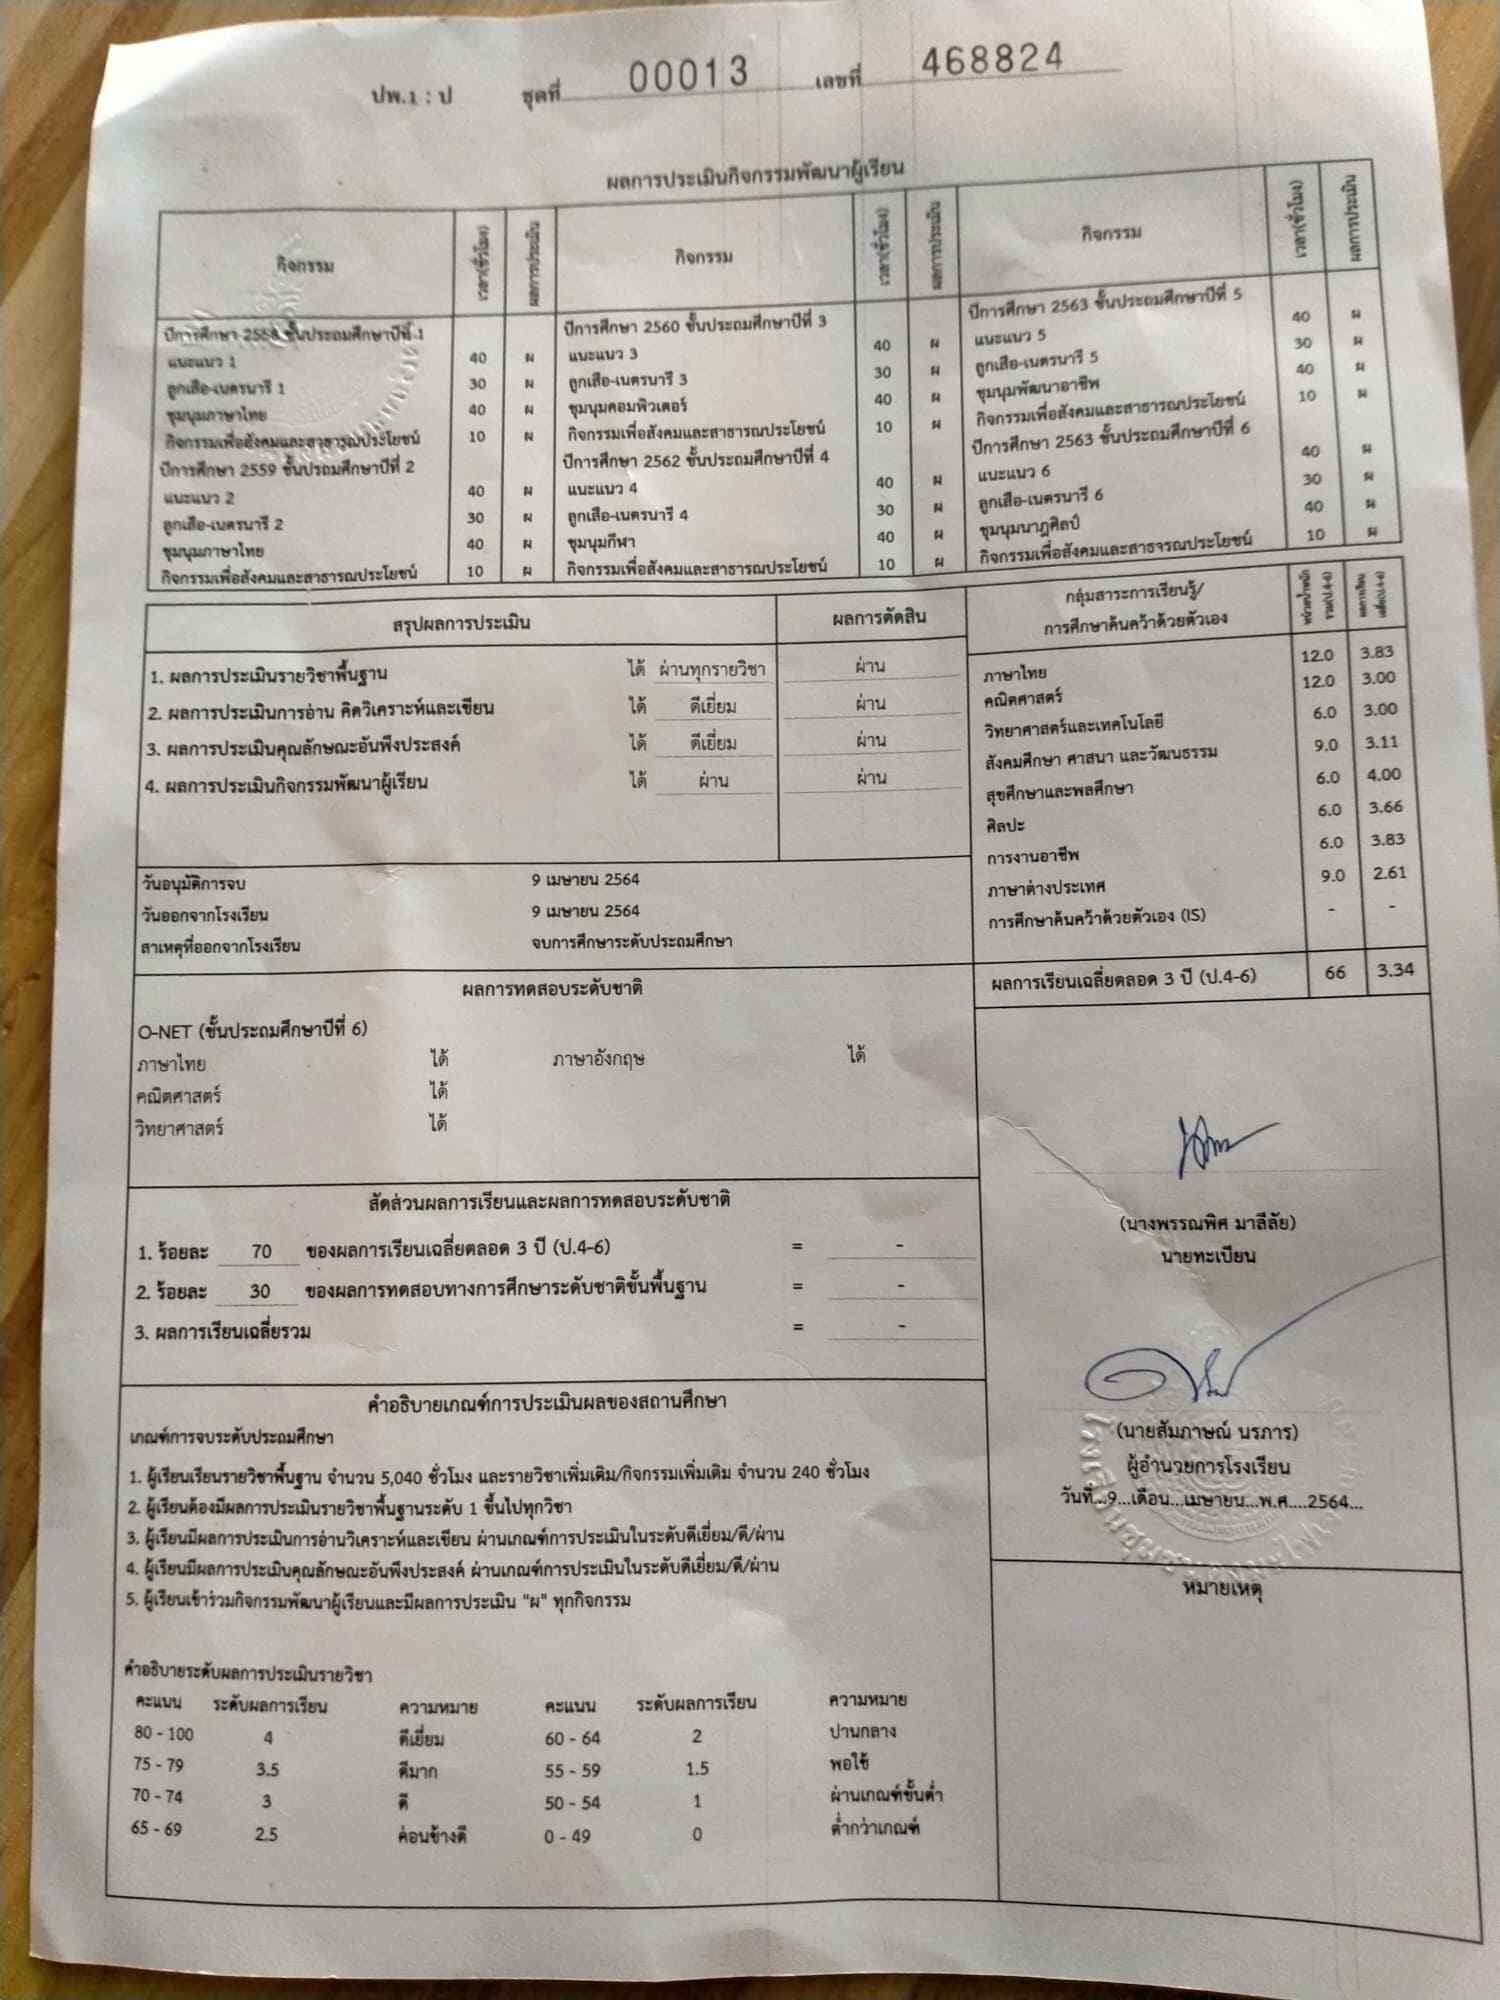 ปพ.1 : ป ชุดที่ 00013 เลขที่ 468824
ผลการประเมินกิจกรรมพัฒนาผู้เรียน
กิจกรรม เวลา(ชั่วโมง) ผลการประเมิน กิจกรรม เวลา(ชั่วโมง) ผลการประเมิน กิจกรรม เวลา(ชั่วโมง) ผลการประเมิน
ปีการศึกษา 2558 ชั้นประถมศึกษาปีที่ 1
แนะแนว 1 40 ผ
ลูกเสือ-เนตรนารี 1 30 ผ
ชุมนุมภาษาไทย 40 ผ
กิจกรรมเพื่อสังคมและสาธารณประโยชน์ 10 ผ
ปีการศึกษา 2559 ชั้นปรถมศึกษาปีที่ 2
แนะแนว 2 40 ผ
ลูกเสือ-เนตรนารี 2 30 ผ
ชุมนุมภาษาไทย 40 ผ
กิจกรรมเพื่อสังคมและสาธารณประโยชน์ 10 ผ
ปีการศึกษา 2560 ชั้นประถมศึกษาปีที่ 3
แนะแนว 3 40 ผ
ลูกเสือ-เนตรนารี 3 30 ผ
ชุมนุมคอมพิวเตอร์ 40 ผ
กิจกรรมเพื่อสังคมและสาธารณประโยชน์ 10 ผ
ปีการศึกษา 2562 ชั้นประถมศึกษาปีที่ 4
แนะแนว 4 40 ผ
ลูกเสือ-เนตรนารี 4 30 ผ
ชุมนุมกีฬา 40 ผ
กิจกรรมเพื่อสังคมและสาธารณประโยชน์ 10 ผ
ปีการศึกษา 2563 ชั้นประถมศึกษาปีที่ 5
แนะแนว 5 40 ผ
ลูกเสือ-เนตรนารี 5 30 ผ
ชุมนุมพัฒนาอาชีพ 40 ผ
กิจกรรมเพื่อสังคมและสาธารณประโยชน์ 10 ผ
ปีการศึกษา 2563 ชั้นประถมศึกษาปีที่ 6
แนะแนว 6 40 ผ
ลูกเสือ-เนตรนารี 6 30 ผ
ชุมนุมนาฏศิลป์ 40 ผ
กิจกรรมเพื่อสังคมและสาธจรณประโยชน์ 10 ผ
สรุปผลการประเมิน ผลการตัดสิน
1. ผลการประเมินรายวิชาพื้นฐาน ได้ ผ่านทุกรายวิชา ผ่าน
2. ผลการประเมินการอ่าน คิดวิเคราะห์และเขียน ได้ ดีเยี่ยม ผ่าน
3. ผลการประเมินคุณลักษณะอันพึงประสงค์ ได้ ดีเยี่ยม ผ่าน
4. ผลการประเมินกิจกรรมพัฒนาผู้เรียน ได้ ผ่าน ผ่าน
กลุ่มสาระการเรียนรู้/
การศึกษาค้นคว้าด้วยตัวเอง
ภาษาไทย 12.0 3.83
คณิตศาสตร์ 12.0 3.00
วิทยาศาสตร์และเทคโนโลยี 6.0 3.00
สังคมศึกษา ศาสนา และวัฒนธรรม 9.0 3.11
สุขศึกษาและพลศึกษา 6.0 4.00
ศิลปะ 6.0 3.66
การงานอาชีพ 6.0 3.83
ภาษาต่างประเทศ 9.0 2.61
การศึกษาค้นคว้าด้วยตัวเอง (IS) - -
ผลการเรียนเฉลี่ยตลอด 3 ปี (ป.4-6) 66 3.34
วันอนุมัติการจบ 9 เมษายน 2564
วันออกจากโรงเรียน 9 เมษายน 2564
สาเหตุที่ออกจากโรงเรียน จบการศึกษาระดับประถมศึกษา
ผลการทดสอบระดับชาติ
O-NET (ชั้นประถมศึกษาปีที่ 6)
ภาษาไทย ได้ ภาษาอังกฤษ ได้
คณิตศาสตร์ ได้
วิทยาศาสตร์ ได้
สัดส่วนผลการเรียนและผลการทดสอบระดับชาติ
1. ร้อยละ 70 ของผลการเรียนเฉลี่ยตลอด 3 ปี (ป.4-6) = -
2. ร้อยละ 30 ของผลการทดสอบทางการศึกษาระดับชาติขั้นพื้นฐาน = -
3. ผลการเรียนเฉลี่ยรวม = -
(นางพรรณพิศ มาลีลัย)
นายทะเบียน
(นายสัมภาษณ์ นรภาร)
ผู้อำนวยการโรงเรียน
วันที่...9...เดือน...เมษายน...พ.ศ....2564...
หมายเหตุ
คำอธิบายเกณฑ์การประเมินผลของสถานศึกษา
เกณฑ์การจบระดับประถมศึกษา
1. ผู้เรียนเรียนรายวิชาพื้นฐาน จำนวน 5,040 ชั่วโมง และรายวิชาเพิ่มเติม/กิจกรรมเพิ่มเติม จำนวน 240 ชั่วโมง
2. ผู้เรียนต้องมีผลการประเมินรายวิชาพื้นฐานระดับ 1 ขึ้นไปทุกวิชา
3. ผู้เรียนมีผลการประเมินการอ่านวิเคราะห์และเขียน ผ่านเกณฑ์การประเมินในระดับดีเยี่ยม/ดี/ผ่าน
4. ผู้เรียนมีผลการประเมินคุณลักษณะอันพึงประสงค์ ผ่านเกณฑ์การประเมินในระดับดีเยี่ยม/ดี/ผ่าน
5. ผู้เรียนเข้าร่วมกิจกรรมพัฒนาผู้เรียนและมีผลการประเมิน "ผ" ทุกกิจกรรม
คำอธิบายระดับผลการประเมินรายวิชา
คะแนน ระดับผลการเรียน ความหมาย คะแนน ระดับผลการเรียน ความหมาย
80 - 100 4 ดีเยี่ยม 60 - 64 2 ปานกลาง
75 - 79 3.5 ดีมาก 55 - 59 1.5 พอใช้
70 - 74 3 ดี 50 - 54 1 ผ่านเกณฑ์ขั้นต่ำ
65 - 69 2.5 ค่อนข้างดี 0 - 49 0 ต่ำกว่าเกณฑ์